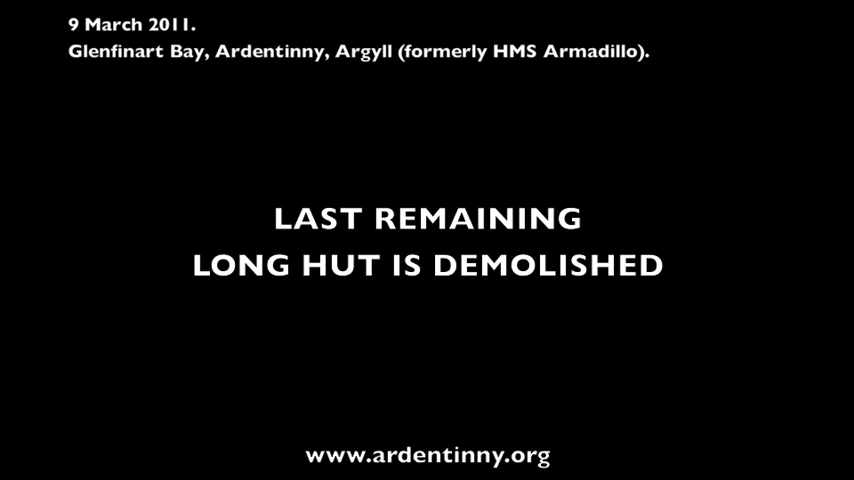 9 March 2011.
Glenfinart Bay, Ardentinny, Argyll (formerly HMS Armadillo).
LAST REMAINING
LONG HUT IS DEMOLISHED
www.ardentinny.org